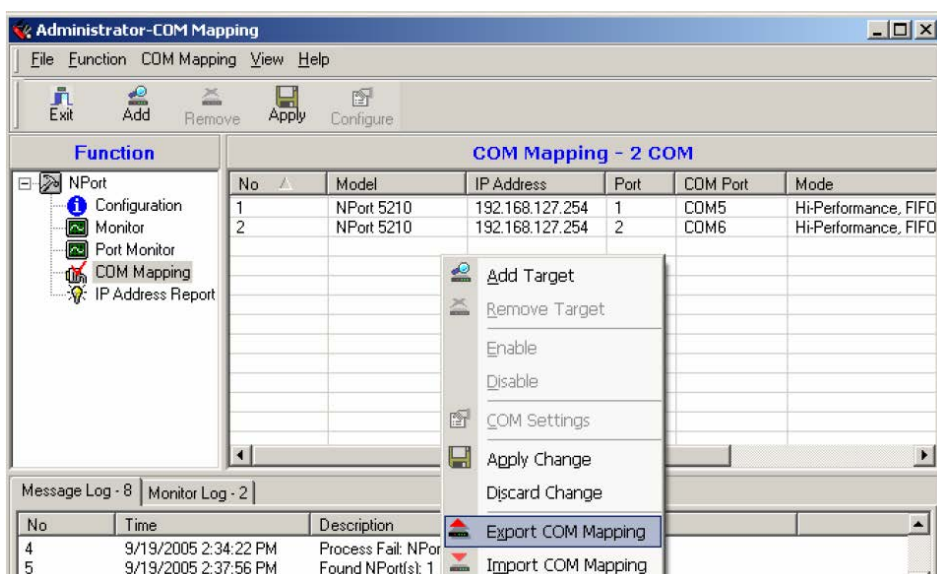 Administrator-COM Mapping
File Function COM Mapping View Help
Exit Add Remove Apply Configure
Function
COM Mapping - 2 COM
NPort
Configuration
Monitor
Port Monitor
COM Mapping
IP Address Report
No Model IP Address Port COM Port Mode
1 NPort 5210 192.168.127.254 1 COM5 Hi-Performance, FIFO
2 NPort 5210 192.168.127.254 2 COM6 Hi-Performance, FIFO
Add Target
Remove Target
Enable
Disable
COM Settings
Apply Change
Discard Change
Export COM Mapping
Import COM Mapping
Message Log - 8 Monitor Log - 2
No Time Description
4 9/19/2005 2:34:22 PM Process Fail: NPor
5 9/19/2005 2:37:56 PM Found NPort(s): 1